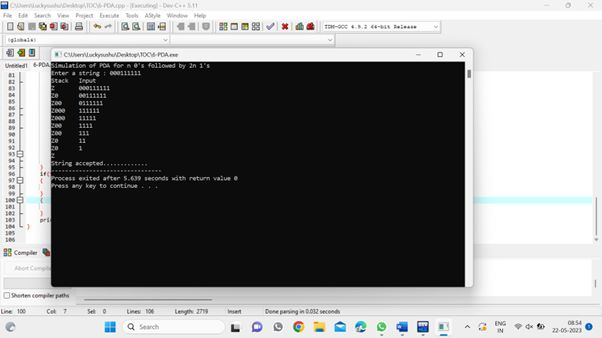 TOC\6-PDA.cpp - [Executing] - Dev-C++ 5.11
File Edit Search View Project Execute Tools AStyle Window Help
TDM-GCC 4.9.2 64-bit Release
(globals)
Untitled1 6-PDA.
C:\Users\Luckysushu\Desktop\TOC\6-PDA.exe
Simulation of PDA for n 0's followed by 2n 1's
Enter a string : 000111111
Stack Input
Z 000111111
Z0 00111111
Z00 0111111
Z000 111111
Z000 11111
Z00 1111
Z00 111
Z0 11
Z0 1
Z
String accepted.............
--------------------------------
Process exited after 5.639 seconds with return value 0
Press any key to continue . . .
81
82
83
84
85
86
87
88
89
90
91
92
93
94
95
96 } if(
97 {
98
99 }
100 {
101
102 }
103 pri
104 }
105
106
Compiler
Abort Compila
Shorten compiler paths
Line: 100 Col: 7 Sel: 0 Lines: 106 Length: 2719 Insert Done parsing in 0.032 seconds
Search
ENG
IN
08:54
22-05-2023